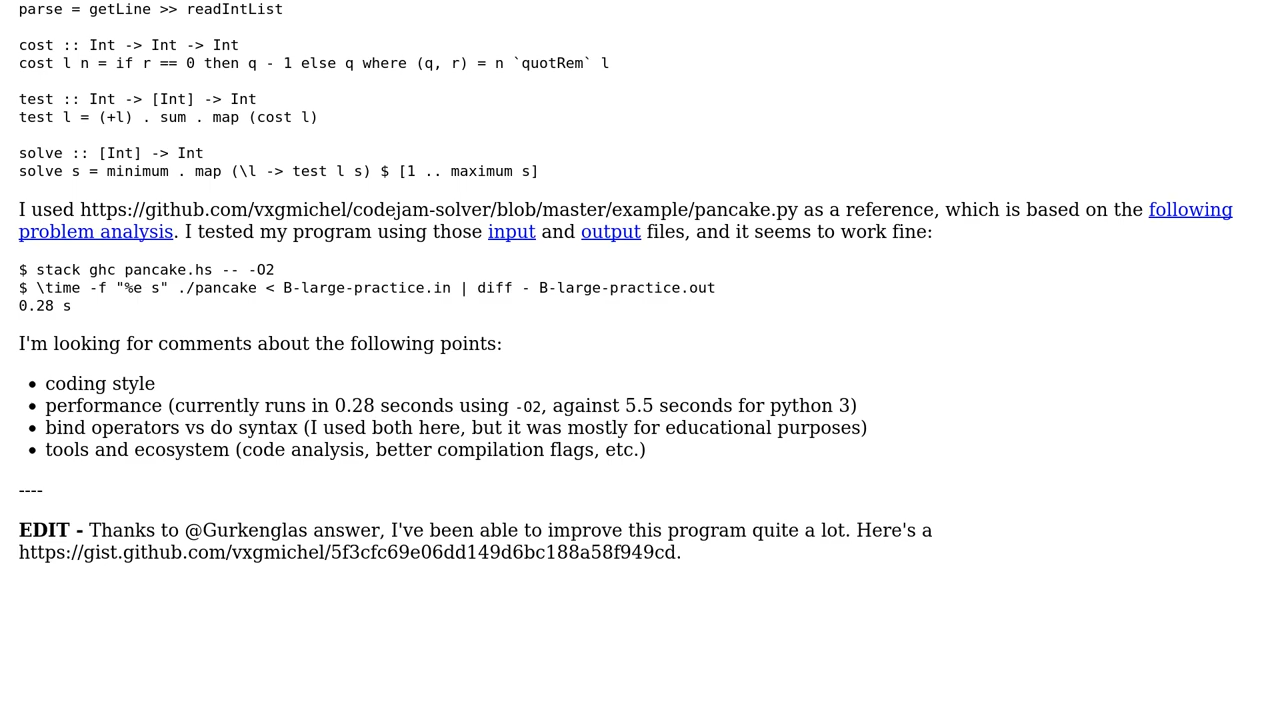 parse = getLine >> readIntList
cost :: Int -> Int -> Int
cost l n = if r == 0 then q - 1 else q where (q, r) = n `quotRem` l
test :: Int -> [Int] -> Int
test l = (+l) . sum . map (cost l)
solve :: [Int] -> Int
solve s = minimum . map (\l -> test l s) $ [1 .. maximum s]
I used https://github.com/vxgmichel/codejam-solver/blob/master/example/pancake.py as a reference, which is based on the following
problem analysis. I tested my program using those input and output files, and it seems to work fine:
$ stack ghc pancake.hs -- -O2
$ \time -f "%e s" ./pancake < B-large-practice.in | diff - B-large-practice.out
0.28 s
I'm looking for comments about the following points:
• coding style
• performance (currently runs in 0.28 seconds using -O2, against 5.5 seconds for python 3)
• bind operators vs do syntax (I used both here, but it was mostly for educational purposes)
• tools and ecosystem (code analysis, better compilation flags, etc.)
----
EDIT - Thanks to @Gurkenglas answer, I've been able to improve this program quite a lot. Here's a
https://gist.github.com/vxgmichel/5f3cfc69e06dd149d6bc188a58f949cd.